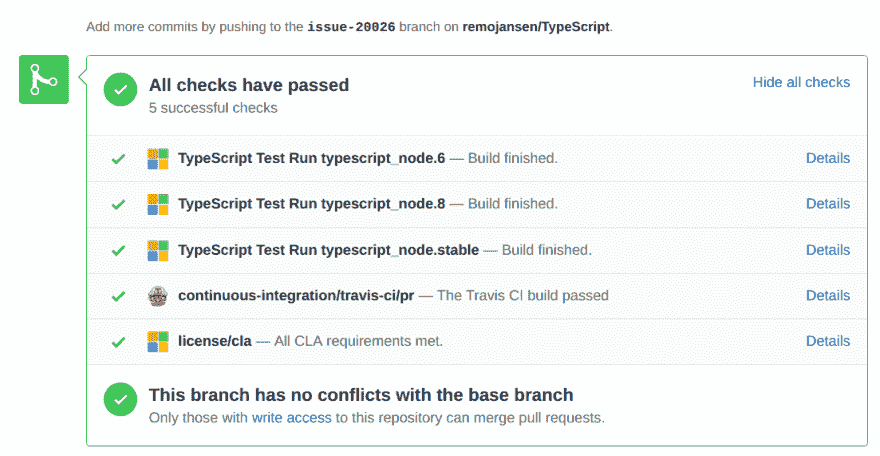 Add more commits by pushing to the issue-20026 branch on remojansen/TypeScript.
All checks have passed
Hide all checks
5 successful checks
TypeScript Test Run typescript_node.6 — Build finished. Details
TypeScript Test Run typescript_node.8 — Build finished. Details
TypeScript Test Run typescript_node.stable — Build finished. Details
continuous-integration/travis-ci/pr — The Travis CI build passed Details
license/cla — All CLA requirements met. Details
This branch has no conflicts with the base branch
Only those with write access to this repository can merge pull requests.